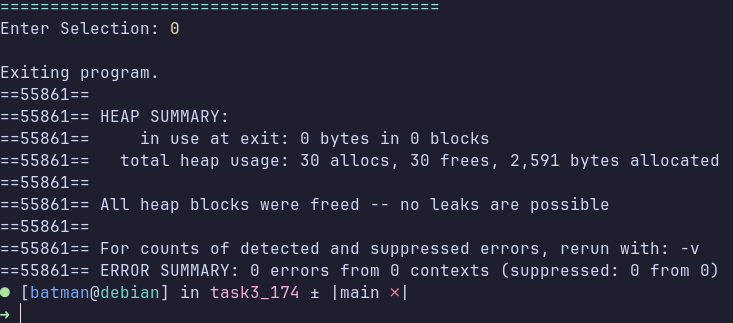 ============================================
Enter Selection: 0
Exiting program.
==55861==
==55861== HEAP SUMMARY:
==55861==     in use at exit: 0 bytes in 0 blocks
==55861==   total heap usage: 30 allocs, 30 frees, 2,591 bytes allocated
==55861==
==55861== All heap blocks were freed -- no leaks are possible
==55861==
==55861== For counts of detected and suppressed errors, rerun with: -v
==55861== ERROR SUMMARY: 0 errors from 0 contexts (suppressed: 0 from 0)
● [batman@debian] in task3_174 ± |main ×|
➜